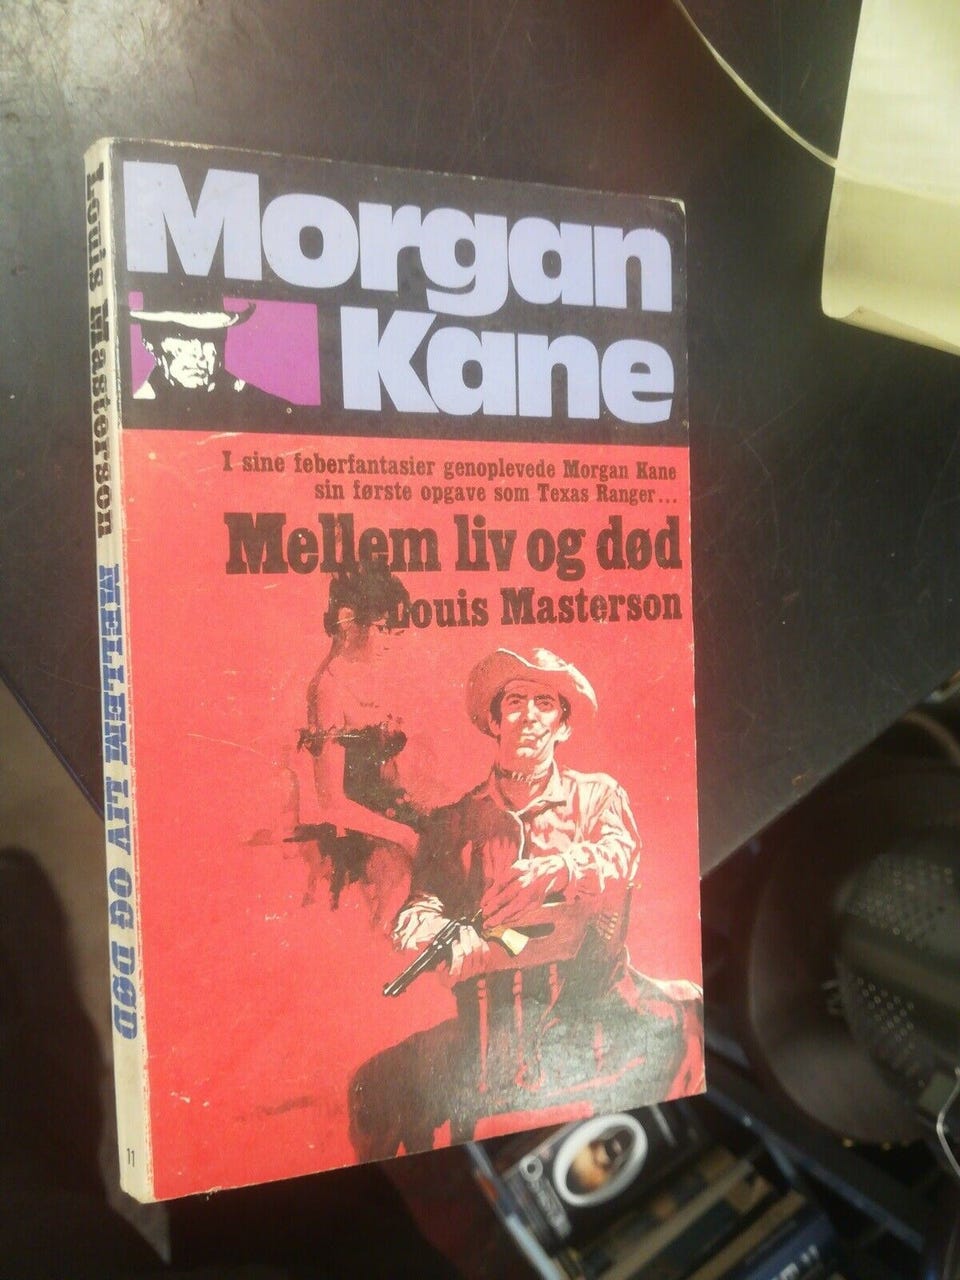 Morgan
Kane
I sine feberfantasier genoplevede Morgan Kane
sin første opgave som Texas Ranger...
Mellem liv og død
Louis Masterson
Louis Masterson MELLEM LIV OG DØD
11